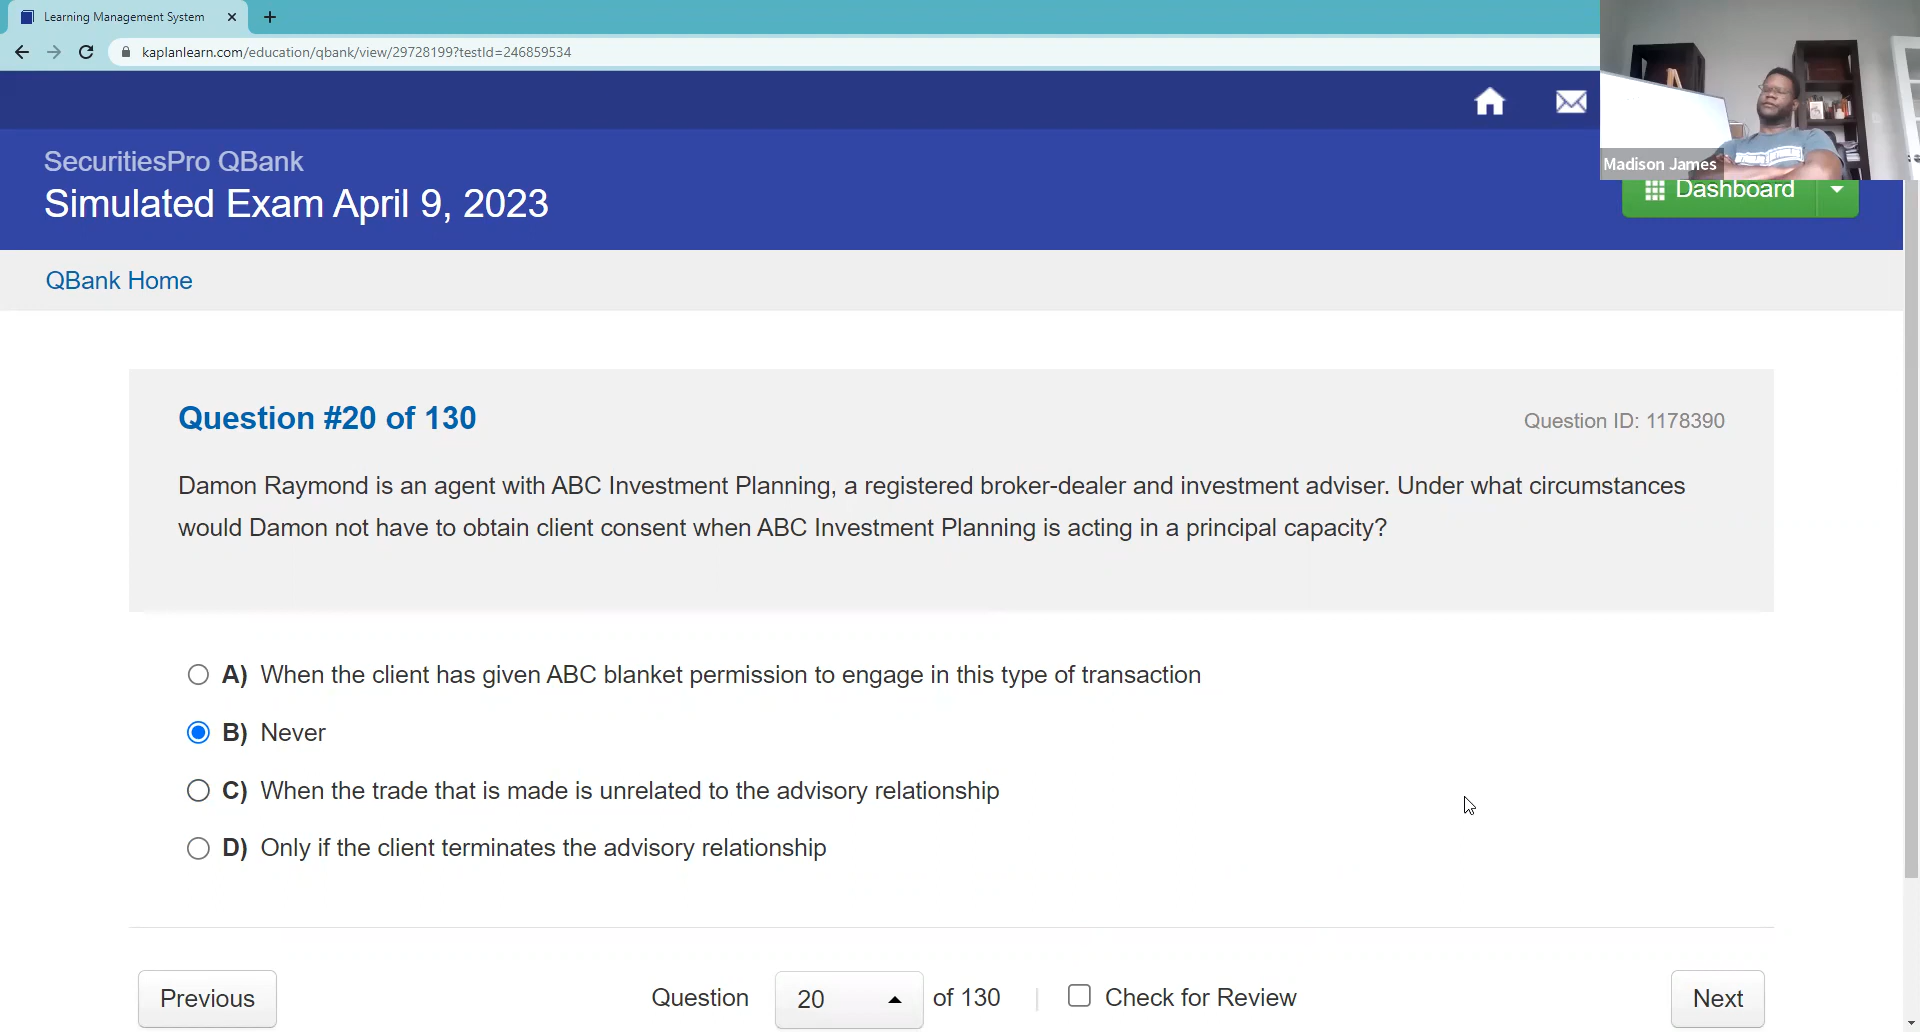 Learning Management System
kaplanlearn.com/education/qbank/view/29728199?testId=246859534
Madison James
SecuritiesPro QBank
Simulated Exam April 9, 2023
Dashboard
QBank Home
Question #20 of 130
Question ID: 1178390
Damon Raymond is an agent with ABC Investment Planning, a registered broker-dealer and investment adviser. Under what circumstances
would Damon not have to obtain client consent when ABC Investment Planning is acting in a principal capacity?
A) When the client has given ABC blanket permission to engage in this type of transaction
B) Never
C) When the trade that is made is unrelated to the advisory relationship
D) Only if the client terminates the advisory relationship
Previous
Question 20 of 130 | Check for Review
Next